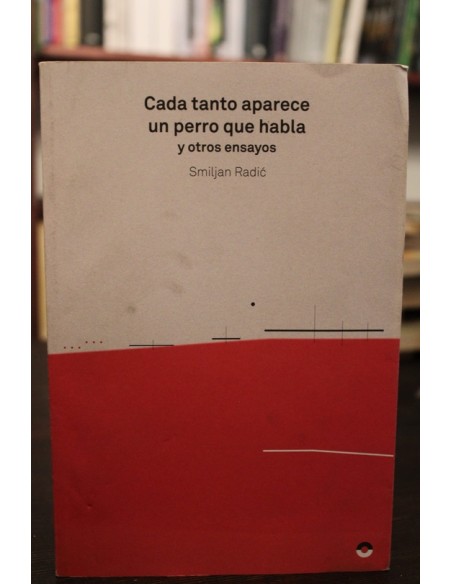 Cada tanto aparece
un perro que habla
y otros ensayos
Smiljan Radić